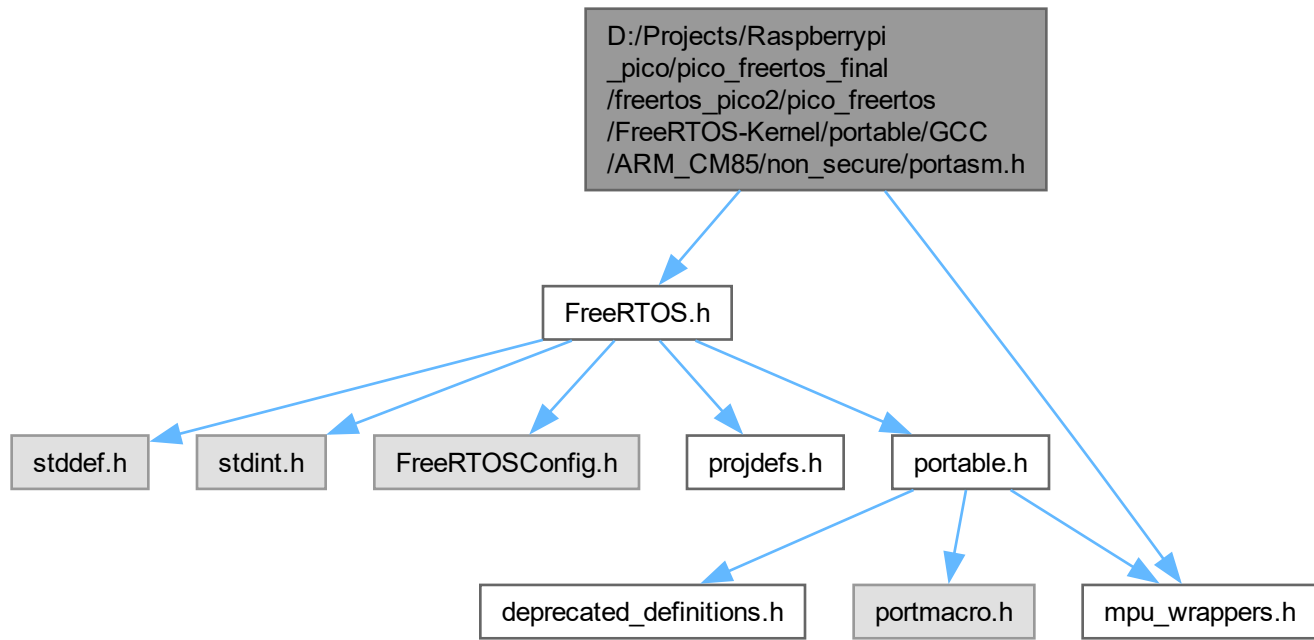 D:/Projects/Raspberrypi
_pico/pico_freertos_final
/freertos_pico2/pico_freertos
/FreeRTOS-Kernel/portable/GCC
/ARM_CM85/non_secure/portasm.h
FreeRTOS.h
stddef.h
stdint.h
FreeRTOSConfig.h
projdefs.h
portable.h
deprecated_definitions.h
portmacro.h
mpu_wrappers.h